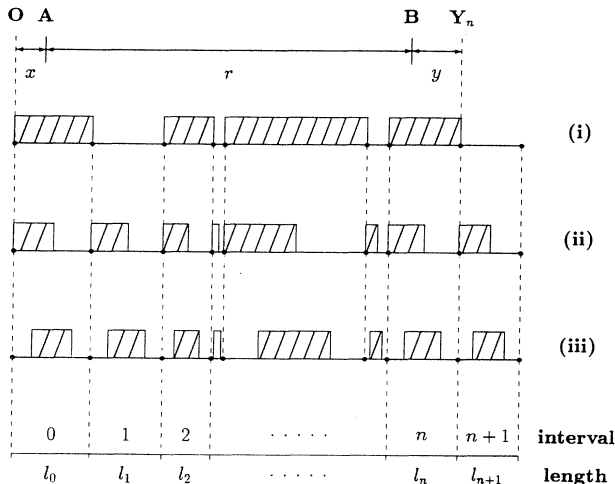 O A B Yₙ
x r y
(i)
(ii)
(iii)
0 1 2 · · · · · n n + 1 interval
l₀ l₁ l₂ · · · · · lₙ lₙ₊₁ length